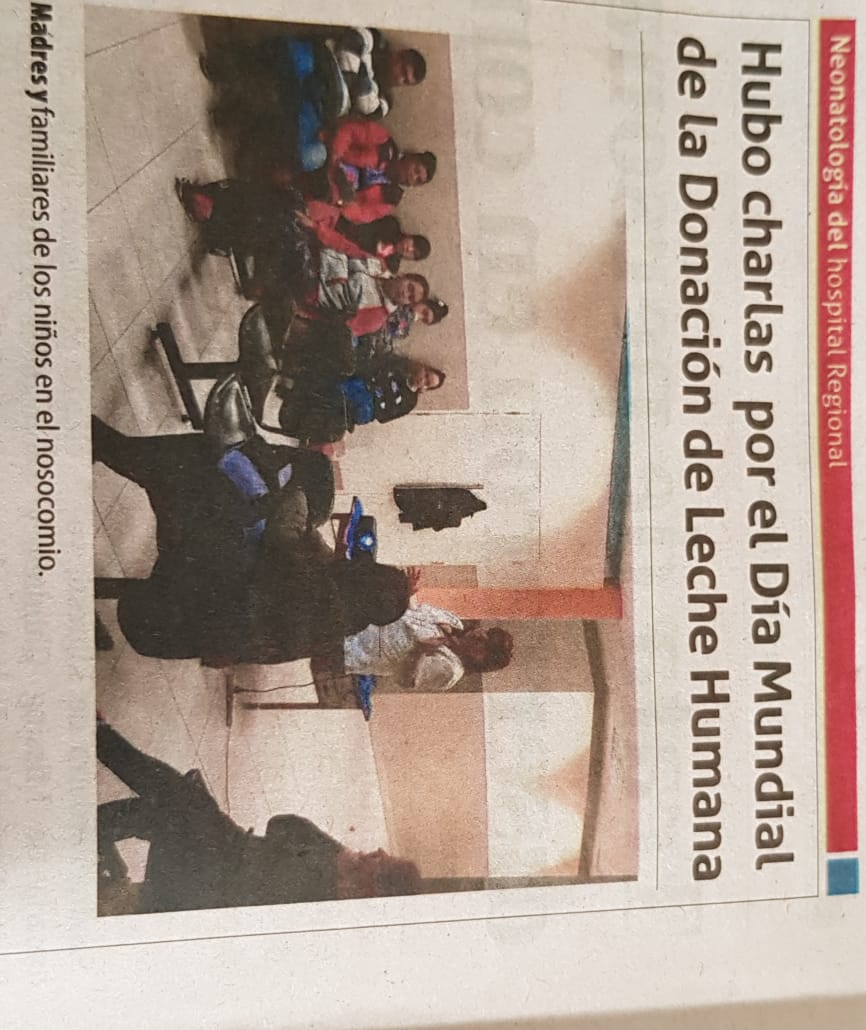 Neonatología del hospital Regional
Hubo charlas por el Día Mundial
de la Donación de Leche Humana
Madres y familiares de los niños en el nosocomio.